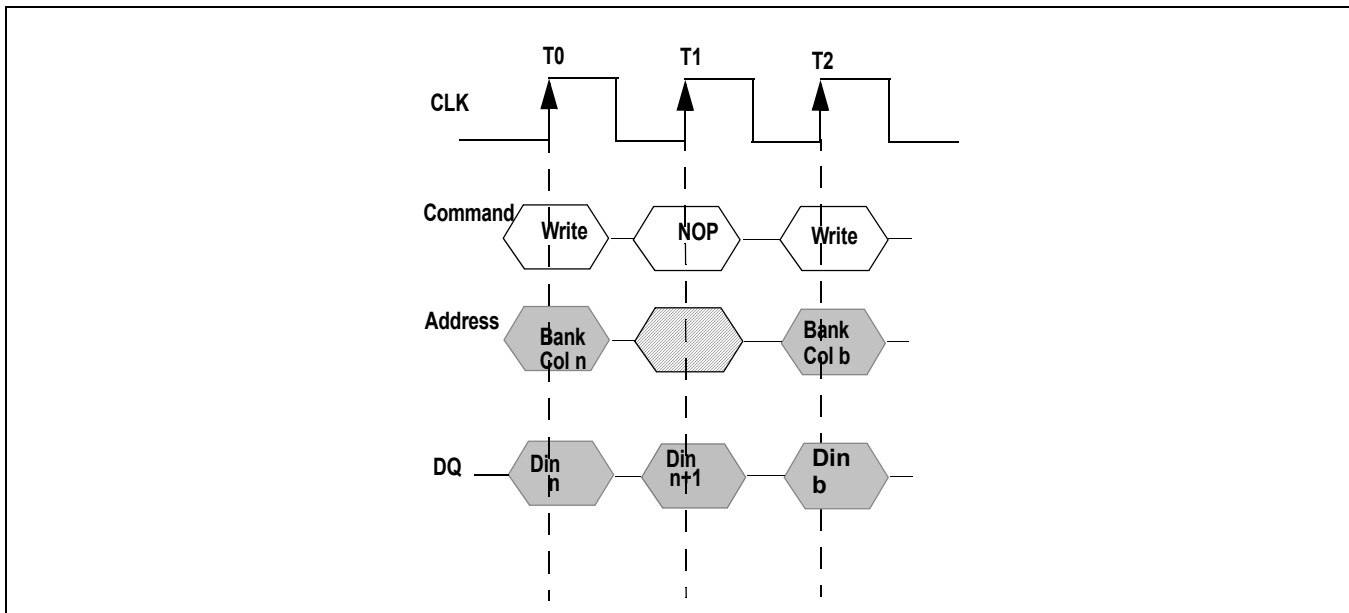 T0
T1
T2
CLK
Command
Write
NOP
Write
Address
Bank
Col n
Bank
Col b
DQ
Din
n
Din
n+1
Din
b